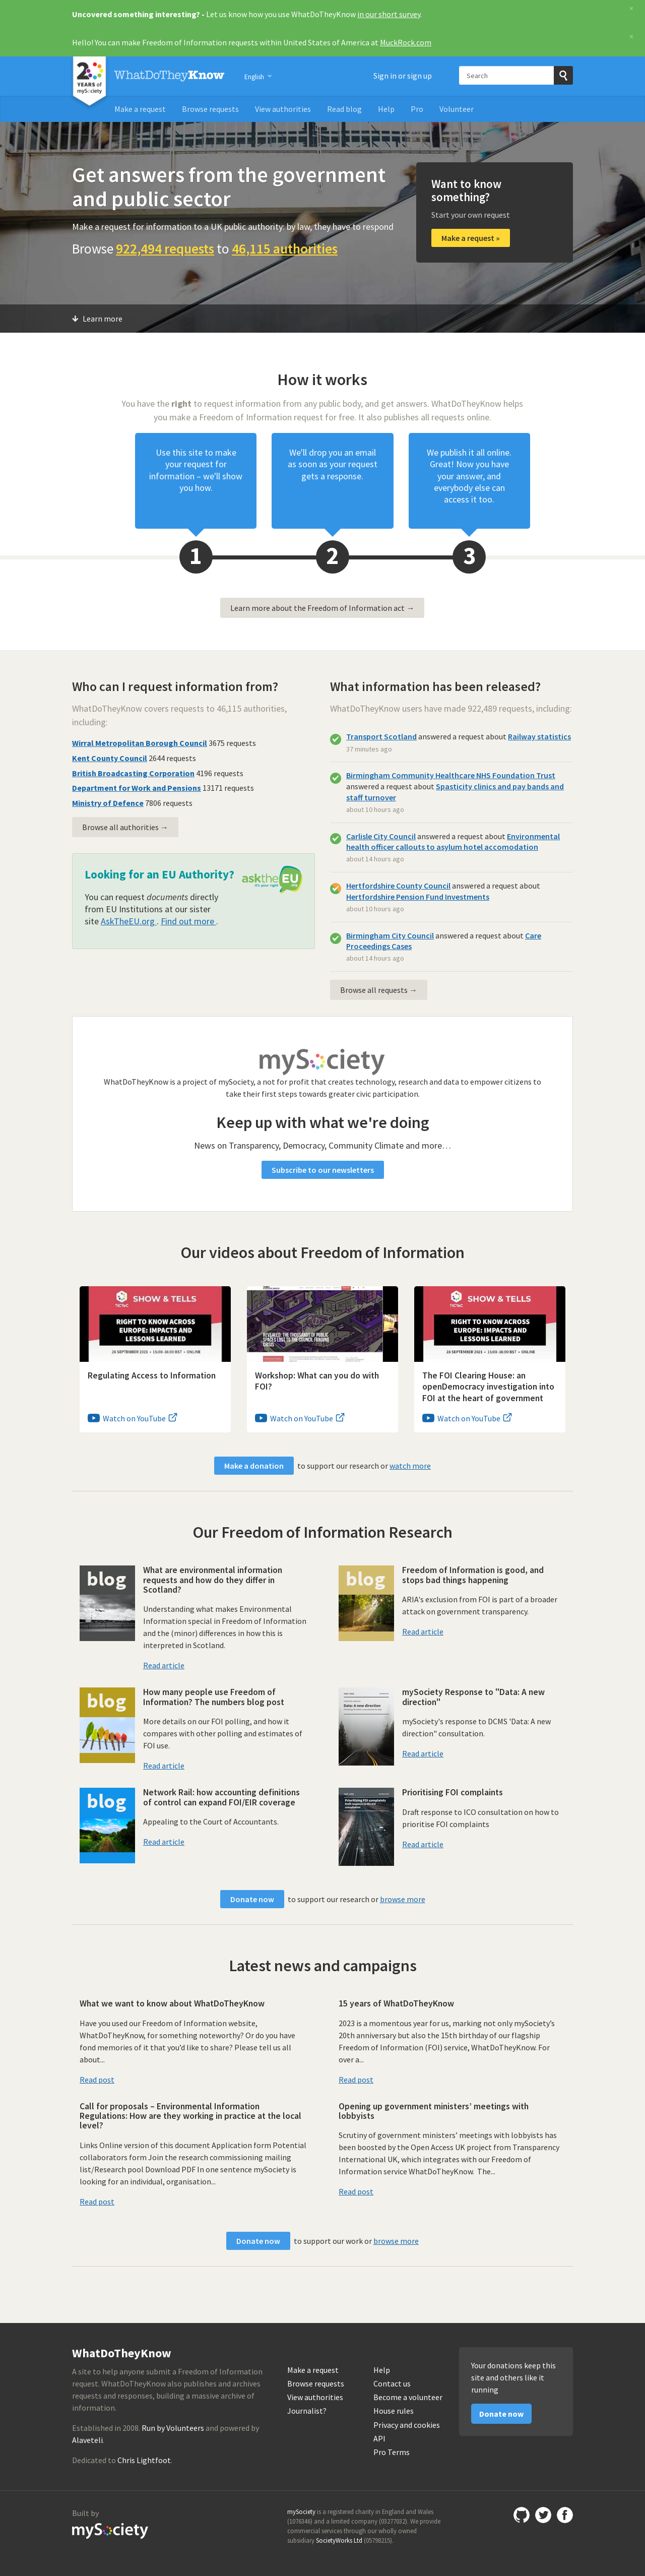 Uncovered something interesting? - Let us know how you use WhatDoTheyKnow in our short survey.
×
Hello! You can make Freedom of Information requests within United States of America at MuckRock.com
×
20
YEARS of
mySociety
WhatDoTheyKnow
English
Sign in or sign up
Search
Make a request
Browse requests
View authorities
Read blog
Help
Pro
Volunteer
Get answers from the government
and public sector
Make a request for information to a UK public authority: by law, they have to respond
Browse 922,494 requests to 46,115 authorities
Want to know
something?
Start your own request
Make a request »
Learn more
How it works
You have the right to request information from any public body, and get answers. WhatDoTheyKnow helps
you make a Freedom of Information request for free. It also publishes all requests online.
Use this site to make
your request for
information – we'll show
you how.
We'll drop you an email
as soon as your request
gets a response.
We publish it all online.
Great! Now you have
your answer, and
everybody else can
access it too.
1
2
3
Learn more about the Freedom of Information act →
Who can I request information from?
WhatDoTheyKnow covers requests to 46,115 authorities,
including:
Wirral Metropolitan Borough Council 3675 requests
Kent County Council 2644 requests
British Broadcasting Corporation 4196 requests
Department for Work and Pensions 13171 requests
Ministry of Defence 7806 requests
Browse all authorities →
Looking for an EU Authority?
asktheEU
it's your right
You can request documents directly
from EU Institutions at our sister
site AskTheEU.org . Find out more .
What information has been released?
WhatDoTheyKnow users have made 922,489 requests, including:
Transport Scotland answered a request about Railway statistics
37 minutes ago
Birmingham Community Healthcare NHS Foundation Trust
answered a request about Spasticity clinics and pay bands and
staff turnover
about 10 hours ago
Carlisle City Council answered a request about Environmental
health officer callouts to asylum hotel accomodation
about 14 hours ago
Hertfordshire County Council answered a request about
Hertfordshire Pension Fund Investments
about 10 hours ago
Birmingham City Council answered a request about Care
Proceedings Cases
about 14 hours ago
Browse all requests →
mySociety
WhatDoTheyKnow is a project of mySociety, a not for profit that creates technology, research and data to empower citizens to
take their first steps towards greater civic participation.
Keep up with what we're doing
News on Transparency, Democracy, Community Climate and more…
Subscribe to our newsletters
Our videos about Freedom of Information
TICTeC
SHOW & TELLS
RIGHT TO KNOW ACROSS
EUROPE: IMPACTS AND
LESSONS LEARNED
Regulating Access to Information
Watch on YouTube
REVEALED: THE THOUSANDS OF PUBLIC
SPACES LOST TO THE COUNCIL FUNDING
CRISIS
Workshop: What can you do with
FOI?
Watch on YouTube
TICTeC
SHOW & TELLS
RIGHT TO KNOW ACROSS
EUROPE: IMPACTS AND
LESSONS LEARNED
The FOI Clearing House: an
openDemocracy investigation into
FOI at the heart of government
Watch on YouTube
Make a donation to support our research or watch more
Our Freedom of Information Research
blog
What are environmental information
requests and how do they differ in
Scotland?
Understanding what makes Emvironmental
Information special in Freedom of Information
and the (minor) differences in how this is
interpreted in Scotland.
Read article
blog
Freedom of Information is good, and
stops bad things happening
ARIA's exclusion from FOI is part of a broader
attack on government transparency.
Read article
blog
How many people use Freedom of
Information? The numbers blog post
More details on our FOI polling, and how it
compares with other polling and estimates of
FOI use.
Read article
Data: A new direction
mySociety Response to "Data: A new
direction"
mySociety's response to DCMS 'Data: A new
direction" consultation.
Read article
blog
Network Rail: how accounting definitions
of control can expand FOI/EIR coverage
Appealing to the Court of Accountants.
Read article
Prioritising FOI complaints
Prioritising FOI complaints
Draft response to ICO consultation on how to
prioritise FOI complaints
Read article
Donate now to support our research or browse more
Latest news and campaigns
What we want to know about WhatDoTheyKnow
Have you used our Freedom of Information website,
WhatDoTheyKnow, for something noteworthy? Or do you have
fond memories of it that you'd like to share? Please tell us all
about...
Read post
15 years of WhatDoTheyKnow
2023 is a momentous year for us, marking not only mySociety's
20th anniversary but also the 15th birthday of our flagship
Freedom of Information (FOI) service, WhatDoTheyKnow. For
over a...
Read post
Call for proposals – Environmental Information
Regulations: How are they working in practice at the local
level?
Links Online version of this document Application form Potential
collaborators form Join the research commissioning mailing
list/Research pool Download PDF In one sentence mySociety is
looking for an individual, organisation...
Read post
Opening up government ministers' meetings with
lobbyists
Scrutiny of government ministers' meetings with lobbyists has
been boosted by the Open Access UK project from Transparency
International UK, which integrates with our Freedom of
Information service WhatDoTheyKnow. The...
Read post
Donate now to support our work or browse more
WhatDoTheyKnow
A site to help anyone submit a Freedom of Information
request. WhatDoTheyKnow also publishes and archives
requests and responses, building a massive archive of
information.
Established in 2008. Run by Volunteers and powered by
Alaveteli.
Dedicated to Chris Lightfoot.
Make a request
Browse requests
View authorities
Journalist?
Help
Contact us
Become a volunteer
House rules
Privacy and cookies
API
Pro Terms
Your donations keep this
site and others like it
running
Donate now
Built by
mySociety
mySociety is a registered charity in England and Wales
(1076346) and a limited company (03277032). We provide
commercial services through our wholly owned
subsidiary SocietyWorks Ltd (05798215).